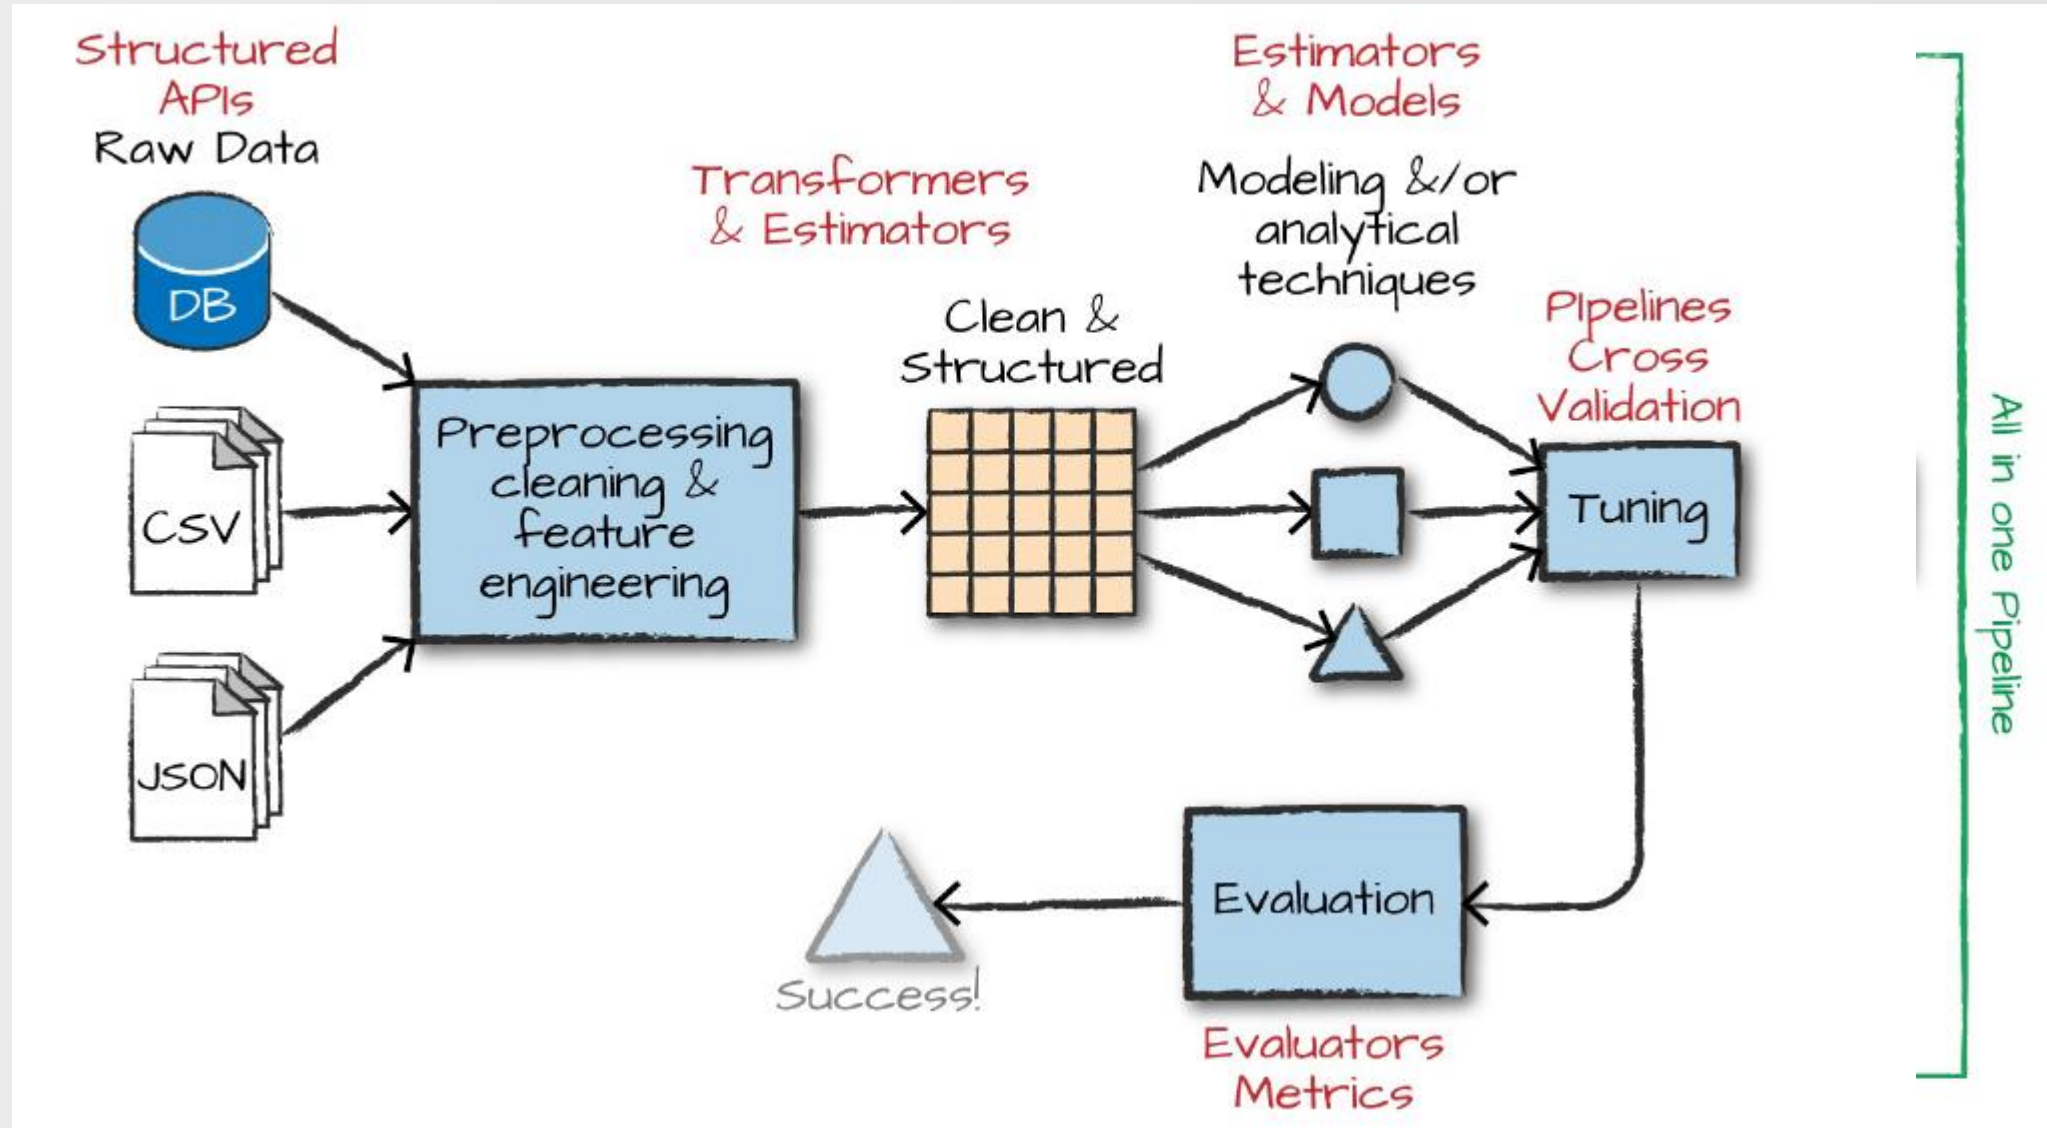 Structured
APIs
Raw Data
DB
CSV
JSON
Preprocessing
cleaning &
feature
engineering
Transformers
& Estimators
Clean &
Structured
Estimators
& Models
Modeling &/or
analytical
techniques
PIpelines
Cross
Validation
Tuning
Evaluation
Evaluators
Metrics
Success!
All in one Pipeline